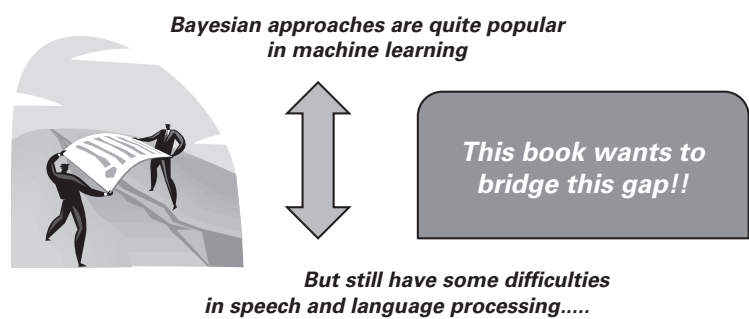 Bayesian approaches are quite popular
in machine learning
This book wants to
bridge this gap!!
But still have some difficulties
in speech and language processing.....